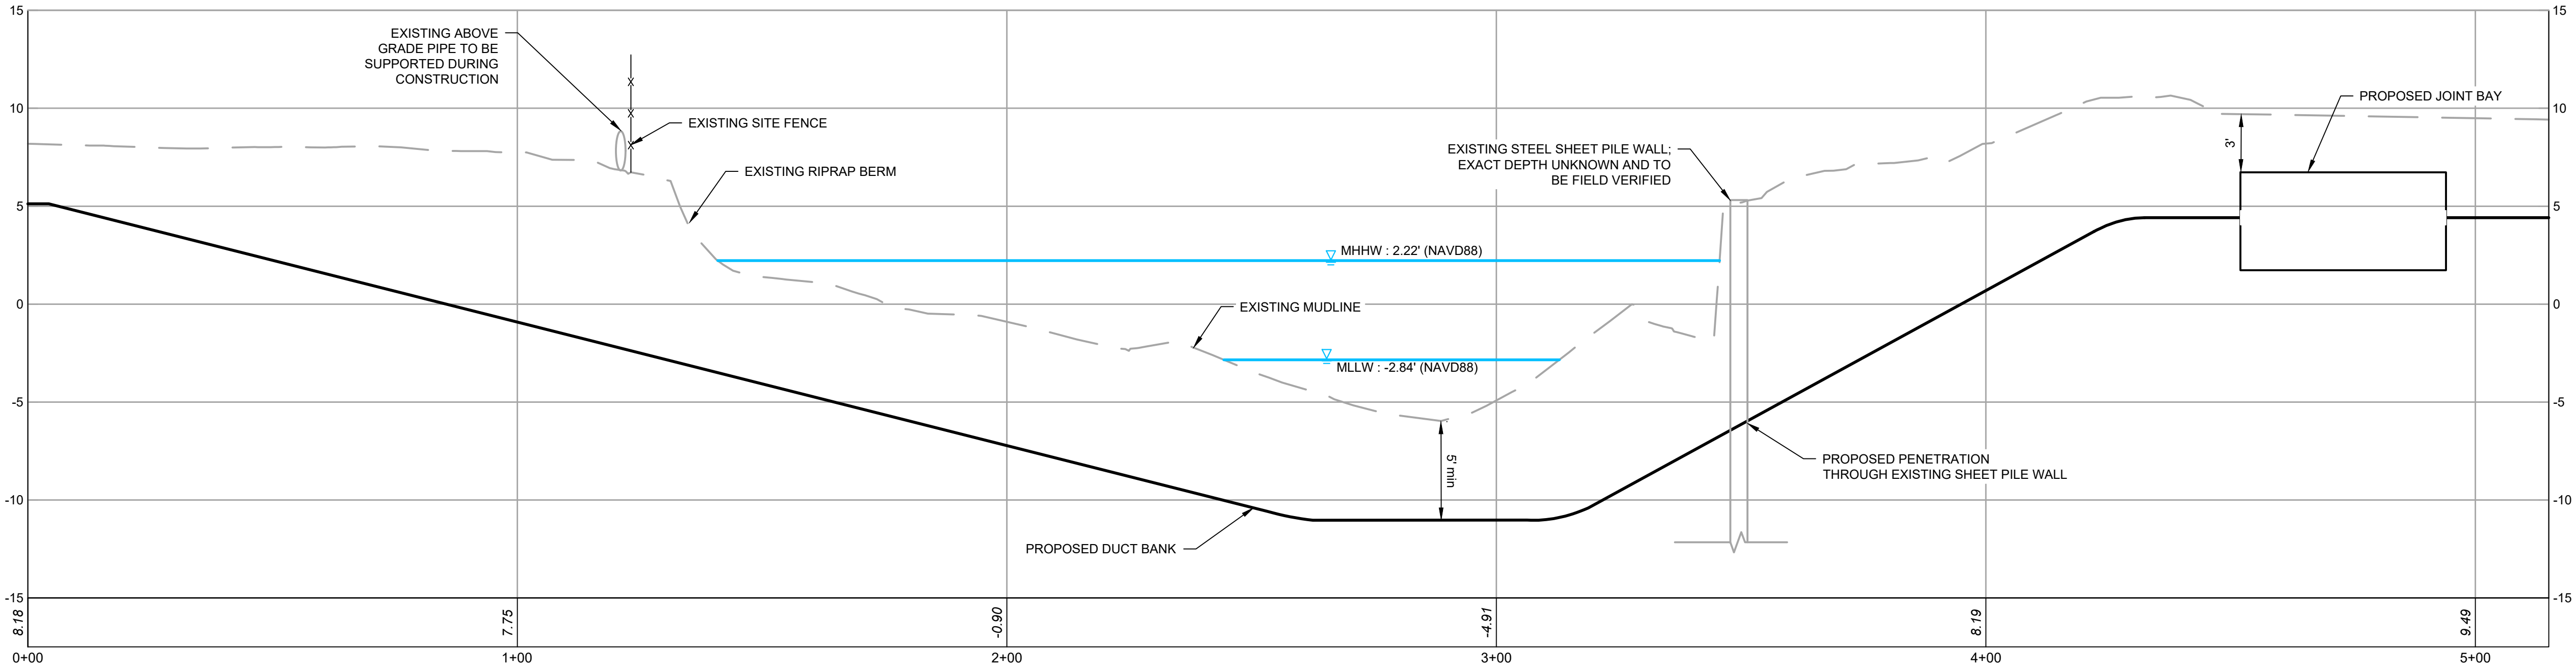 15
15
EXISTING ABOVE
GRADE PIPE TO BE
SUPPORTED DURING
CONSTRUCTION
X
X
X
10
10
PROPOSED JOINT BAY
EXISTING SITE FENCE
3'
EXISTING STEEL SHEET PILE WALL;
EXACT DEPTH UNKNOWN AND TO
BE FIELD VERIFIED
EXISTING RIPRAP BERM
5
5
MHHW : 2.22' (NAVD88)
0
0
EXISTING MUDLINE
MLLW : -2.84' (NAVD88)
-5
-5
5' min
PROPOSED PENETRATION
THROUGH EXISTING SHEET PILE WALL
-10
-10
PROPOSED DUCT BANK
-15
-15
8.18
7.75
-0.90
-4.91
8.19
9.49
0+00
1+00
2+00
3+00
4+00
5+00